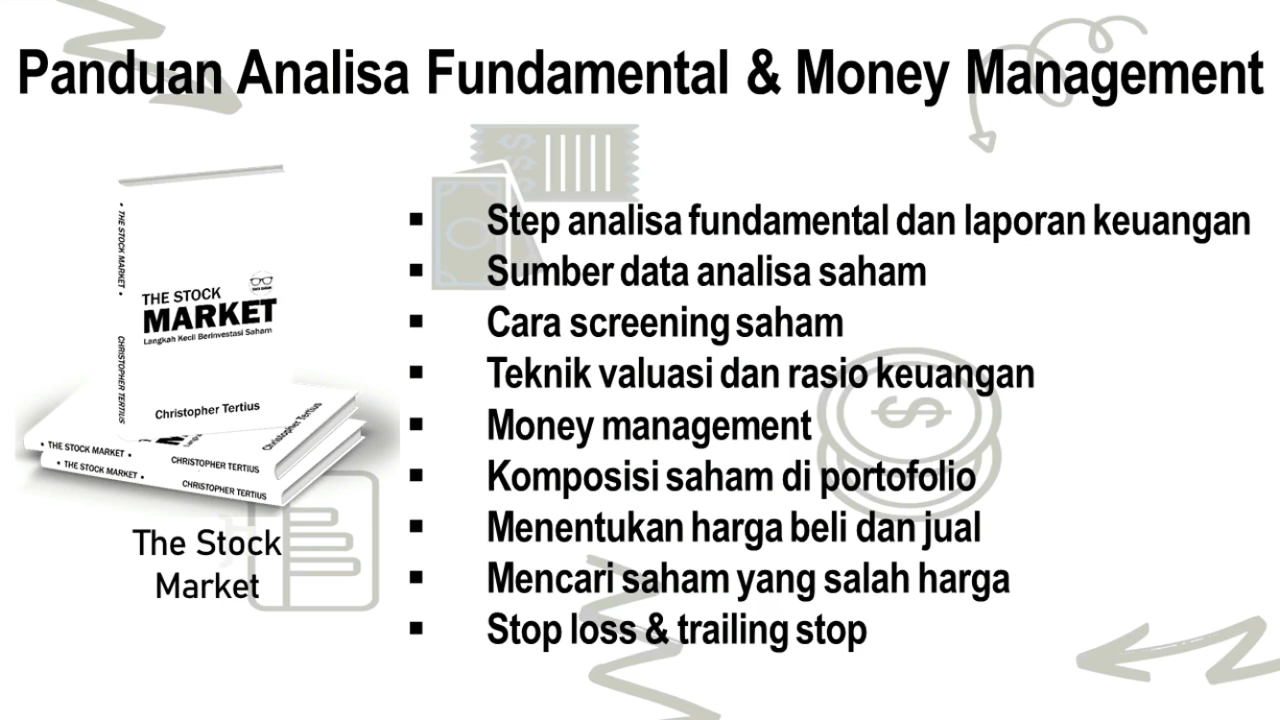 Panduan Analisa Fundamental & Money Management
• THE STOCK MARKET •
CHRISTOPHER TERTIUS
THE STOCK
MARKET
Langkah Kecil Berinvestasi Saham
Christopher Tertius
Christopher Tertius
• THE STOCK MARKET •
CHRISTOPHER TERTIUS
• THE STOCK MARKET •
CHRISTOPHER TERTIUS
The Stock
Market
▪ Step analisa fundamental dan laporan keuangan
▪ Sumber data analisa saham
▪ Cara screening saham
▪ Teknik valuasi dan rasio keuangan
▪ Money management
▪ Komposisi saham di portofolio
▪ Menentukan harga beli dan jual
▪ Mencari saham yang salah harga
▪ Stop loss & trailing stop